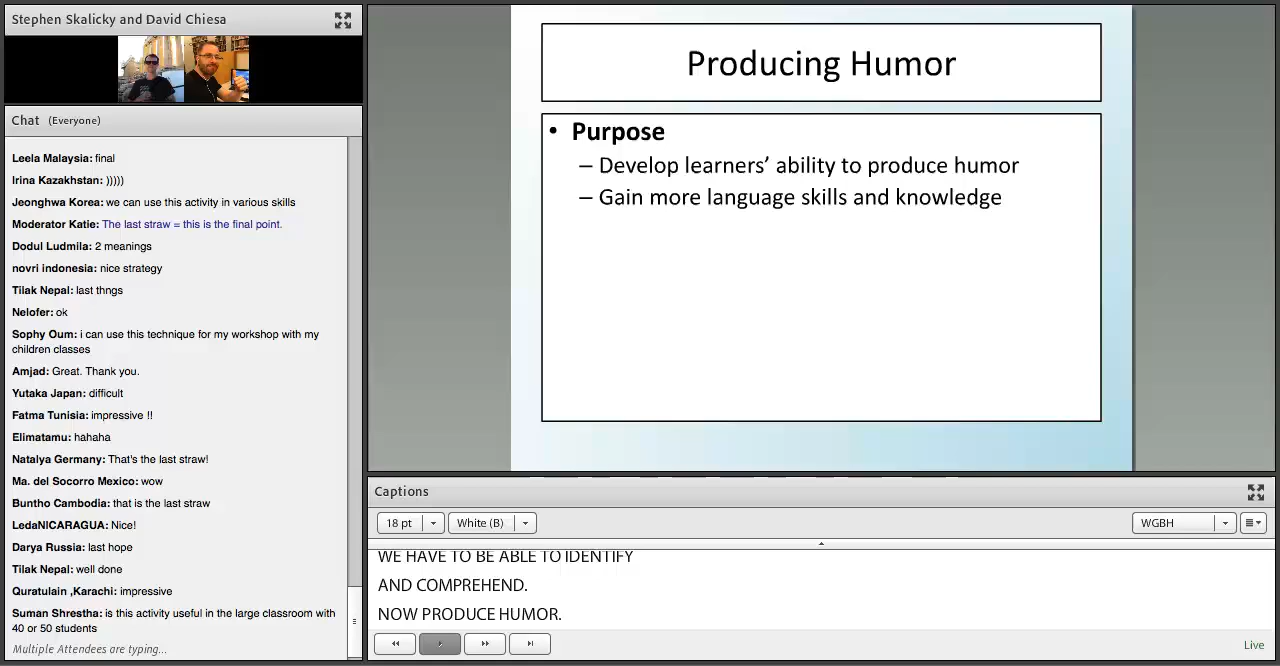 Stephen Skalicky and David Chiesa
Chat (Everyone)
Leela Malaysia: final
Irina Kazakhstan: )))))
Jeonghwa Korea: we can use this activity in various skills
Moderator Katie: The last straw = this is the final point.
Dodul Ludmila: 2 meanings
novri indonesia: nice strategy
Tilak Nepal: last thngs
Nelofer: ok
Sophy Oum: i can use this technique for my workshop with my
children classes
Amjad: Great. Thank you.
Yutaka Japan: difficult
Fatma Tunisia: impressive !!
Elimatamu: hahaha
Natalya Germany: That's the last straw!
Ma. del Socorro Mexico: wow
Buntho Cambodia: that is the last straw
LedaNICARAGUA: Nice!
Darya Russia: last hope
Tilak Nepal: well done
Quratulain ,Karachi: impressive
Suman Shrestha: is this activity useful in the large classroom with
40 or 50 students
Multiple Attendees are typing...
Producing Humor
• Purpose
– Develop learners’ ability to produce humor
– Gain more language skills and knowledge
Captions
18 pt
White (B)
WGBH
WE HAVE TO BE ABLE TO IDENTIFY
AND COMPREHEND.
NOW PRODUCE HUMOR.
Live